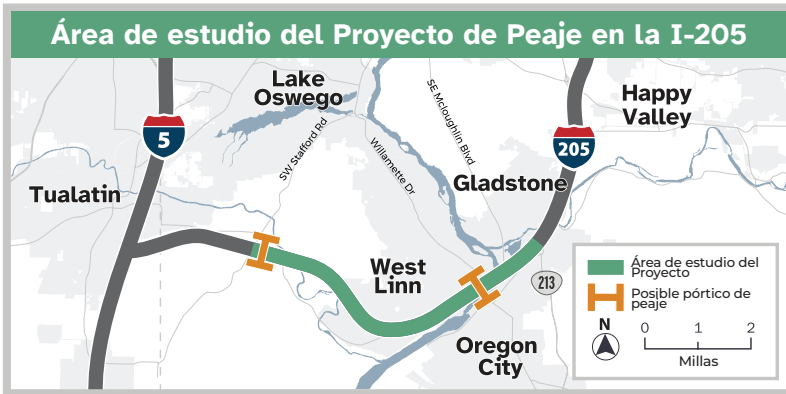 Área de estudio del Proyecto de Peaje en la I-205
Lake
Oswego
SE Mcloughlin Blvd
Happy
Valley
5
205
SW Stafford Rd
Willamette Dr
Tualatin
Gladstone
West
Linn
213
Oregon
City
Área de estudio del
Proyecto
Posible pórtico de
peaje
N
0 1 2
Millas